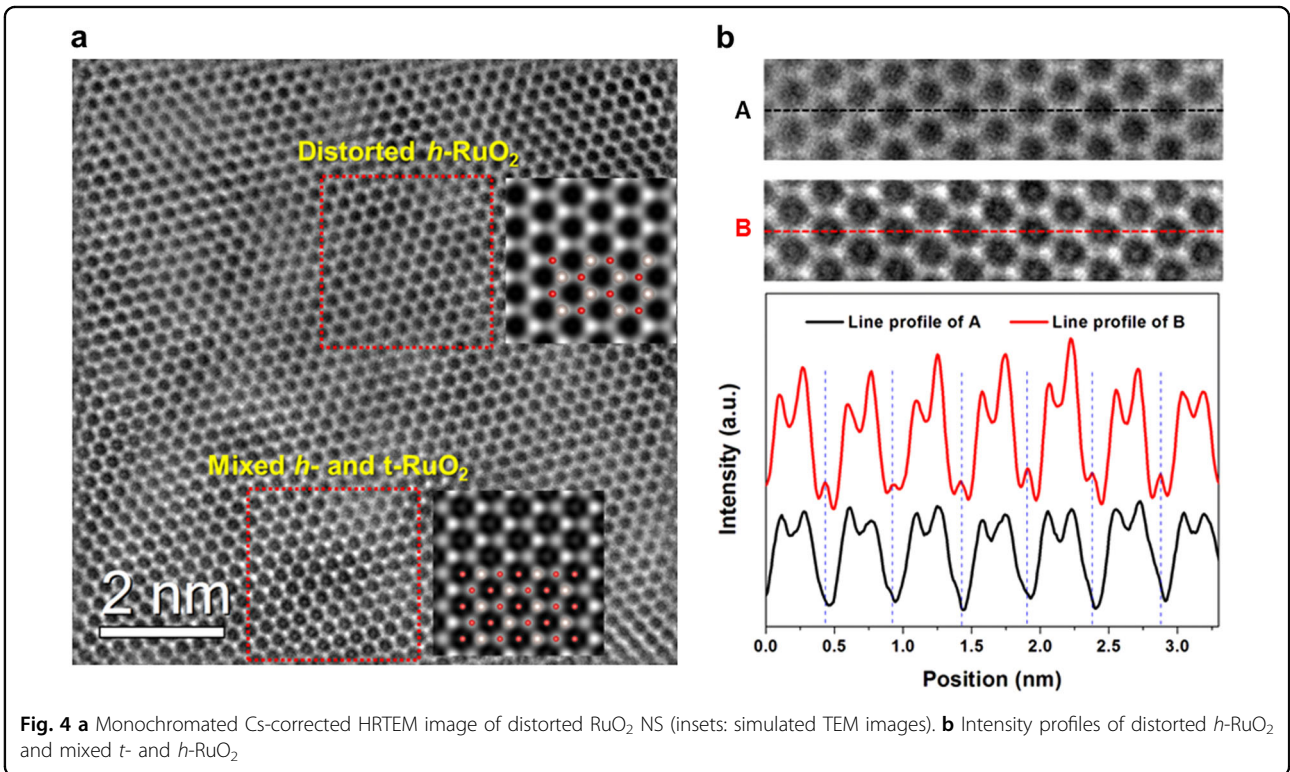 a
Distorted h-RuO₂
Mixed h- and t-RuO₂
2 nm
b
A
B
Line profile of A
Line profile of B
Intensity (a.u.)
0.0 0.5 1.0 1.5 2.0 2.5 3.0
Position (nm)
Fig. 4 a Monochromated Cs-corrected HRTEM image of distorted RuO₂ NS (insets: simulated TEM images). b Intensity profiles of distorted h-RuO₂
and mixed t- and h-RuO₂